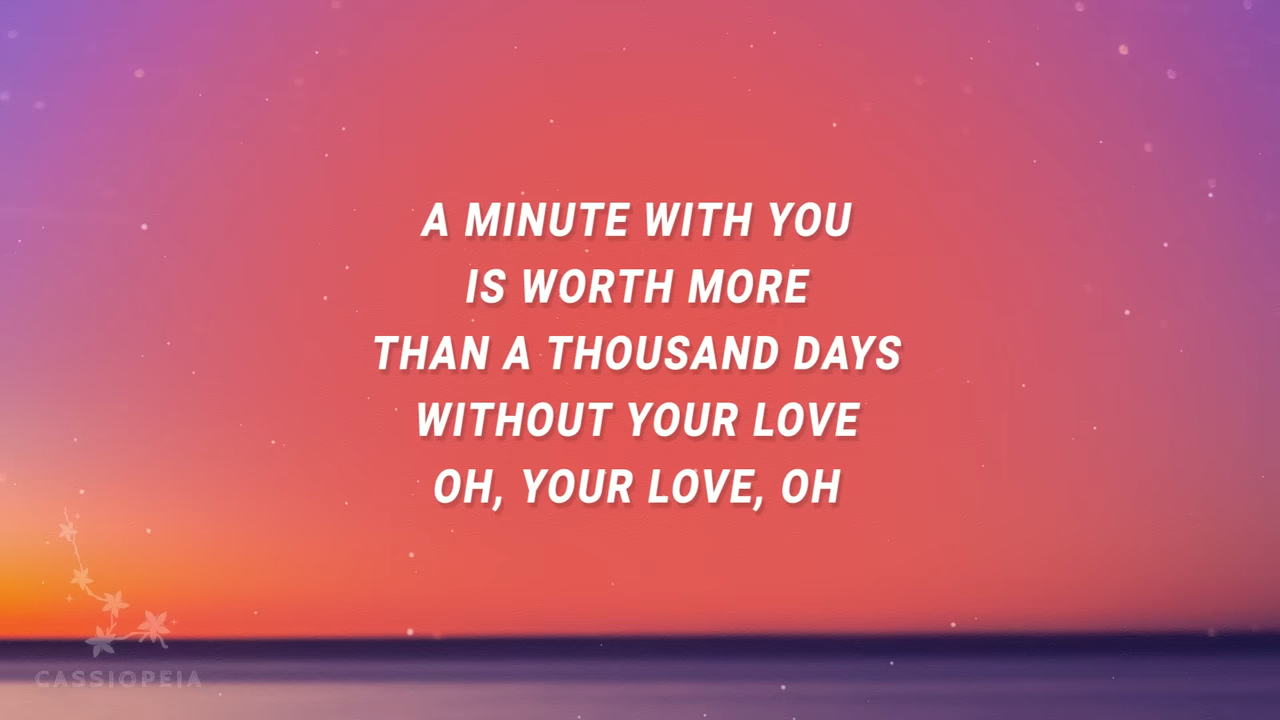 A MINUTE WITH YOU
IS WORTH MORE
THAN A THOUSAND DAYS
WITHOUT YOUR LOVE
OH, YOUR LOVE, OH
CASSIOPEIA